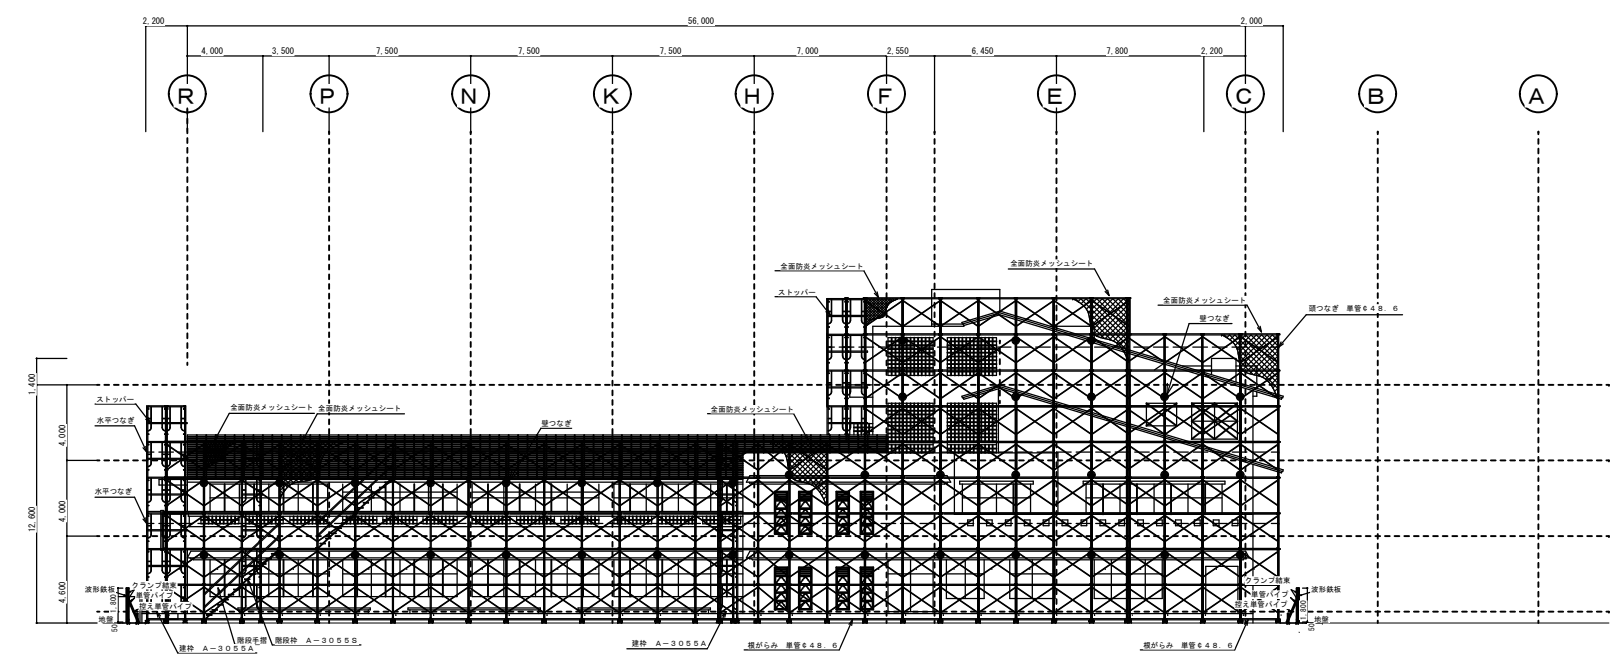 2,200 56,000 2,000
4,000 3,500 7,500 7,500 7,500 7,000 2,550 6,450 7,800 2,200
R P N K H F E C B A
全面防炎メッシュシート
全面防炎メッシュシート
ストッパー
全面防炎メッシュシート
頭つなぎ 単管¢48.6
壁つなぎ
1,400
ストッパー
全面防炎メッシュシート
全面防炎メッシュシート
全面防炎メッシュシート
水平つなぎ
壁つなぎ
4,000
水平つなぎ
4,000
12,600
4,600
クランプ結束
波形鉄板
単管パイプ
控え単管パイプ
地盤
1,800
50
クランプ結束
波形鉄板
単管パイプ
控え単管パイプ
地盤
1,800
50
建枠 A-3055A
階段手摺
階段枠 A-3055S
建枠 A-3055A
根がらみ 単管¢48.6
根がらみ 単管¢48.6